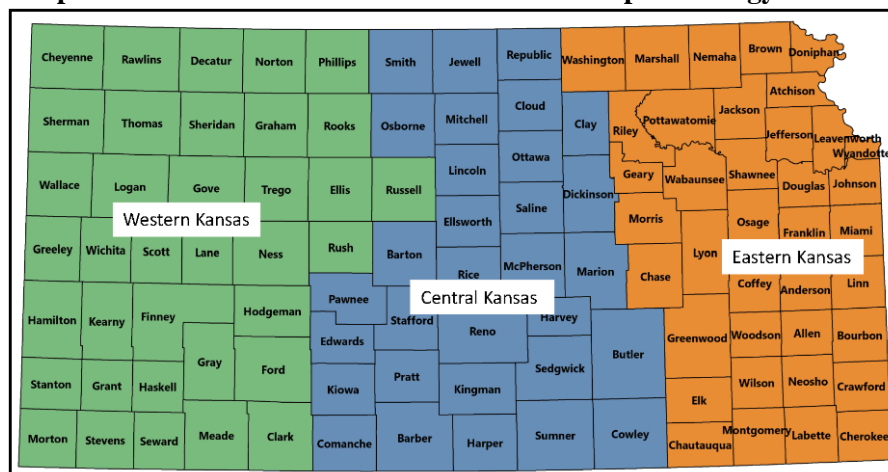 Cheyenne Rawlins Decatur Norton Phillips Smith Jewell Republic Washington Marshall Nemaha Brown Doniphan
Atchison
Sherman Thomas Sheridan Graham Rooks Osborne Mitchell Cloud Clay Riley Pottawatomie Jackson Jefferson Leavenworth
Wyandotte
Wallace Logan Gove Trego Ellis Russell Lincoln Ottawa Dickinson Geary Wabaunsee Shawnee Douglas Johnson
Western Kansas
Ellsworth Saline Morris Osage Franklin Miami
Greeley Wichita Scott Lane Ness Rush Barton Rice McPherson Marion Chase Lyon
Eastern Kansas
Coffey Anderson Linn
Central Kansas
Hamilton Kearny Finney Hodgeman Pawnee Stafford Reno Harvey
Edwards Greenwood Woodson Allen Bourbon
Gray Ford Sedgwick Butler
Stanton Grant Haskell Kiowa Pratt Kingman Elk Wilson Neosho Crawford
Morton Stevens Seward Meade Clark Comanche Barber Harper Sumner Cowley Chautauqua Montgomery Labette Cherokee